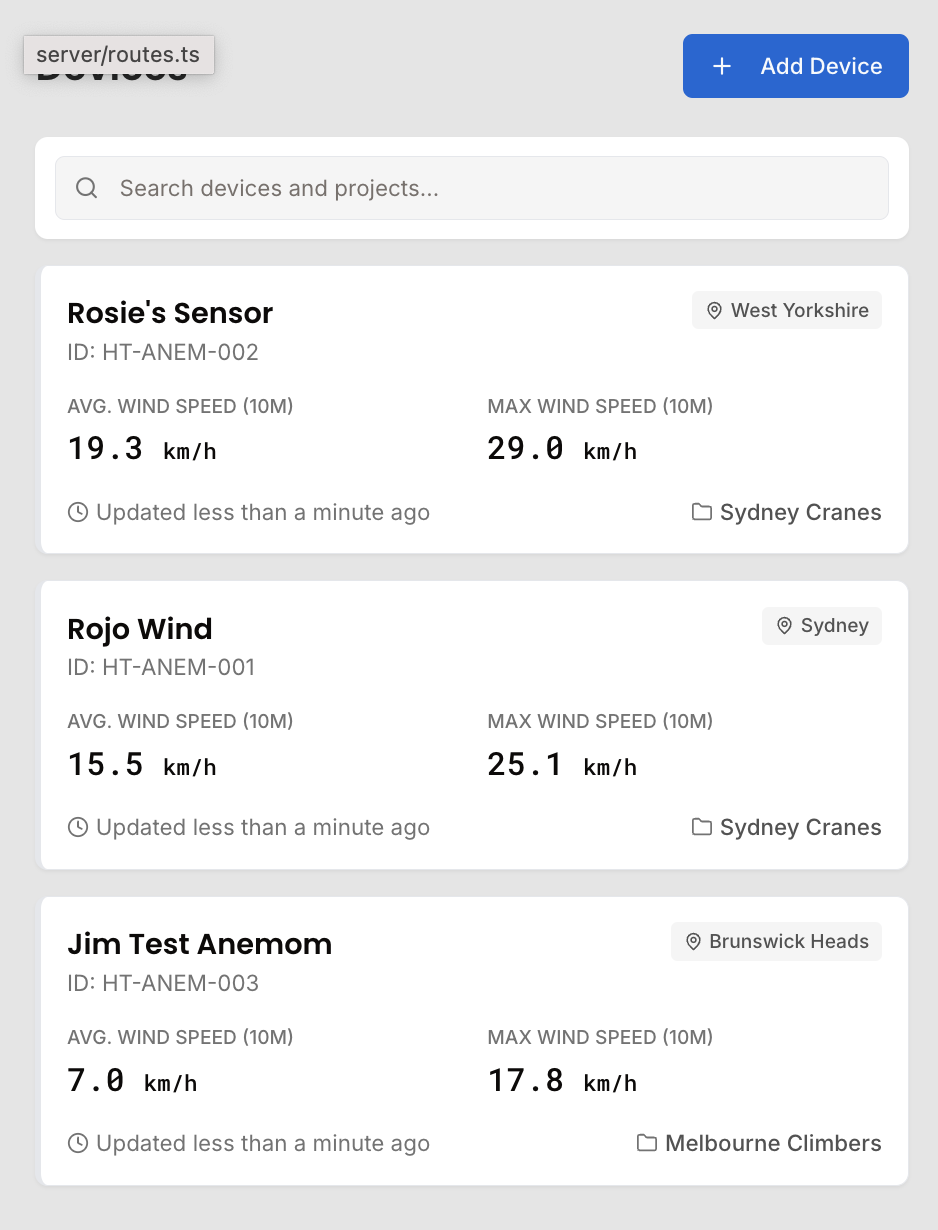 server/routes.ts
Devices
Add Device
Search devices and projects...
Rosie's Sensor
West Yorkshire
ID: HT-ANEM-002
AVG. WIND SPEED (10M)
MAX WIND SPEED (10M)
19.3 km/h
29.0 km/h
Updated less than a minute ago
Sydney Cranes
Rojo Wind
Sydney
ID: HT-ANEM-001
AVG. WIND SPEED (10M)
MAX WIND SPEED (10M)
15.5 km/h
25.1 km/h
Updated less than a minute ago
Sydney Cranes
Jim Test Anemom
Brunswick Heads
ID: HT-ANEM-003
AVG. WIND SPEED (10M)
MAX WIND SPEED (10M)
7.0 km/h
17.8 km/h
Updated less than a minute ago
Melbourne Climbers